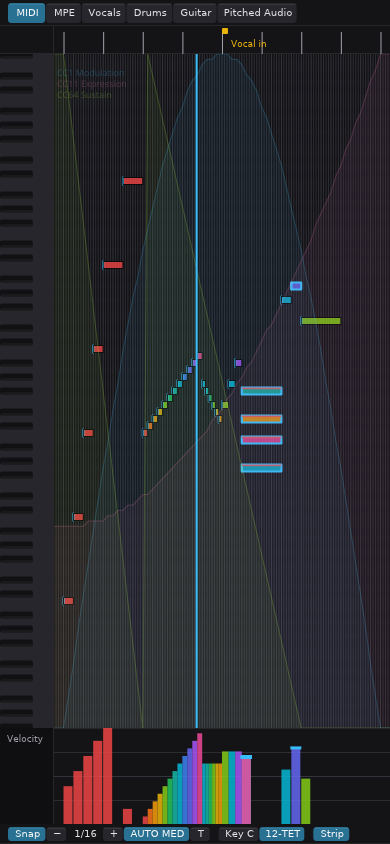 MIDI MPE Vocals Drums Guitar Pitched Audio
Vocal in
CC1 Modulation
CC11 Expression
CC64 Sustain
Velocity
Snap − 1/16 + AUTO MED T Key C 12-TET Strip